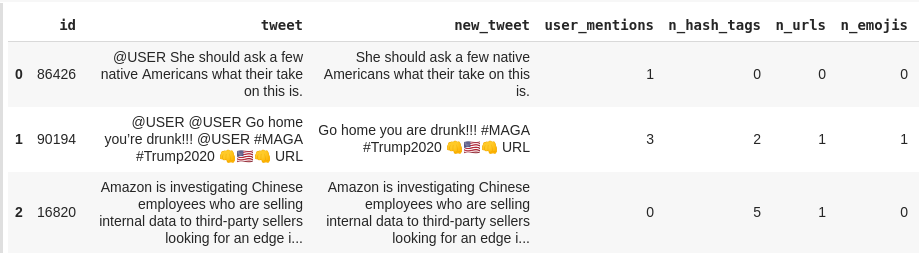 id tweet new_tweet user_mentions n_hash_tags n_urls n_emojis
0 86426 @USER She should ask a few native Americans what their take on this is. She should ask a few native Americans what their take on this is. 1 0 0 0
1 90194 @USER @USER Go home you're drunk!!! @USER #MAGA #Trump2020 👊🇺🇸👊 URL Go home you are drunk!!! #MAGA #Trump2020 👊🇺🇸👊 URL 3 2 1 1
2 16820 Amazon is investigating Chinese employees who are selling internal data to third-party sellers looking for an edge i... Amazon is investigating Chinese employees who are selling internal data to third-party sellers looking for an edge i... 0 5 1 0